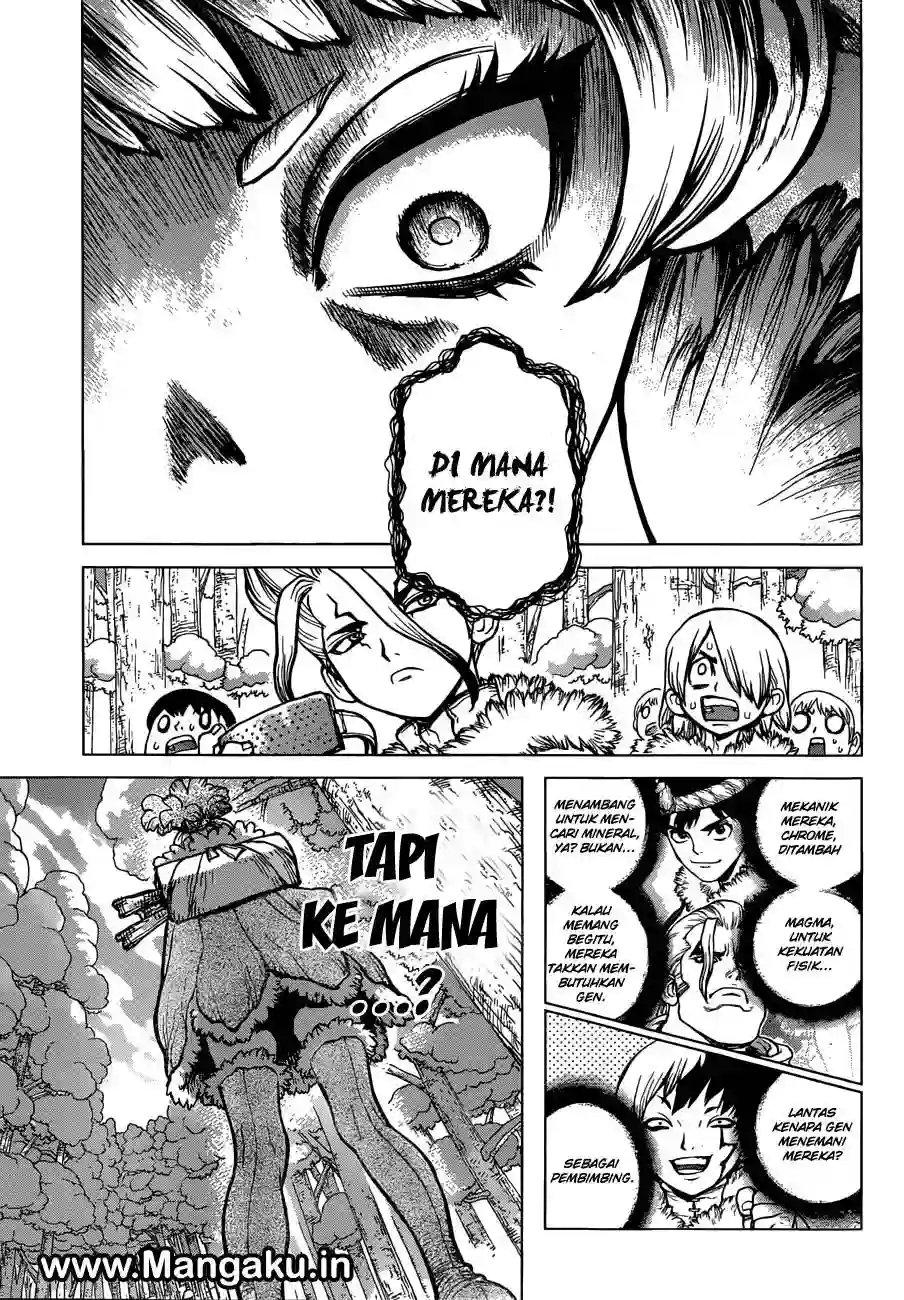 DI MANA
MEREKA?!
MEKANIK
MEREKA,
CHROME,
DITAMBAH
MENAMBANG
UNTUK MEN-
CARI MINERAL,
YA? BUKAN...
MAGMA,
UNTUK
KEKUATAN
FISIK...
KALAU
MEMANG
BEGITU,
MEREKA
TAKKAN MEM-
BUTUHKAN
GEN.
LANTAS
KENAPA GEN
MENEMANI
MEREKA?
SEBAGAI
PEMBIMBING.
TAPI
KE MANA
...?
www.Mangaku.in